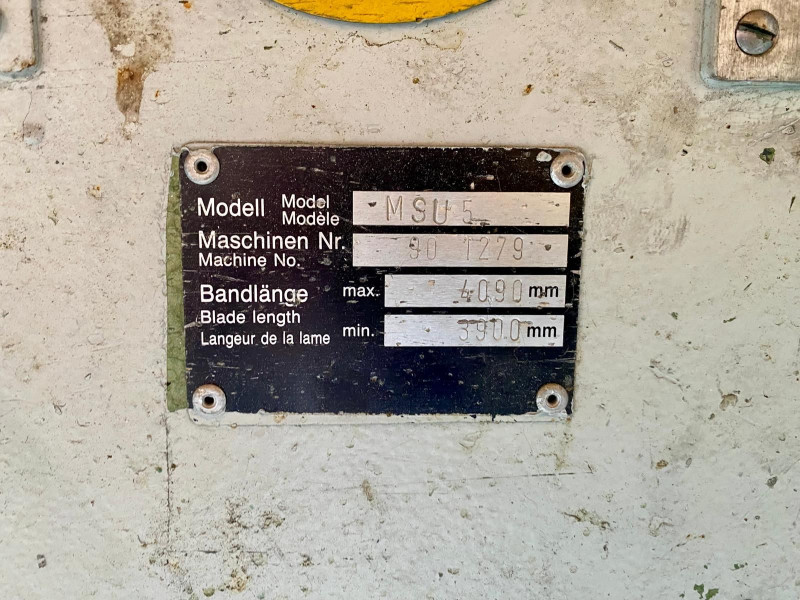 Modell Model Modèle MSU 5
Maschinen Nr. Machine No. 90 1279
Bandlänge max. 4090 mm
Blade length
Langeur de la lame min. 3900 mm